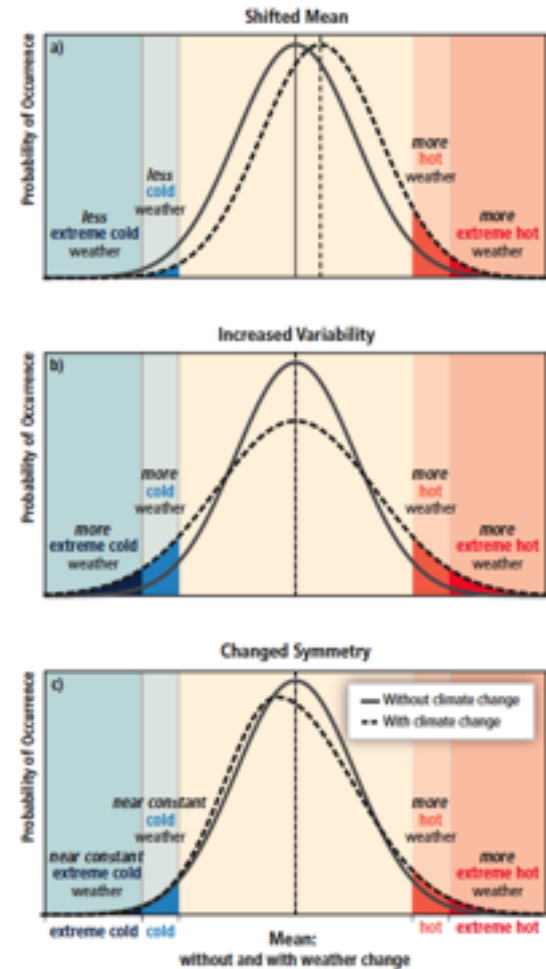 Shifted Mean
Probability of Occurrence
a)
less
cold
weather
less
extreme cold
weather
more
hot
weather
more
extreme hot
weather
Increased Variability
Probability of Occurrence
b)
more
cold
weather
more
extreme cold
weather
more
hot
weather
more
extreme hot
weather
Changed Symmetry
Probability of Occurrence
c)
Without climate change
With climate change
near constant
cold
weather
near constant
extreme cold
weather
more
hot
weather
more
extreme hot
weather
extreme cold
cold
Mean:
without and with weather change
hot
extreme hot